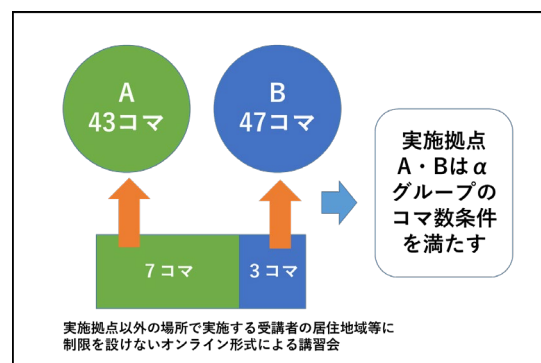 A
43コマ
B
47コマ
実施拠点
A・Bはα
グループの
コマ数条件
を満たす
7コマ
3コマ
実施拠点以外の場所で実施する受講者の居住地域等に
制限を設けないオンライン形式による講習会